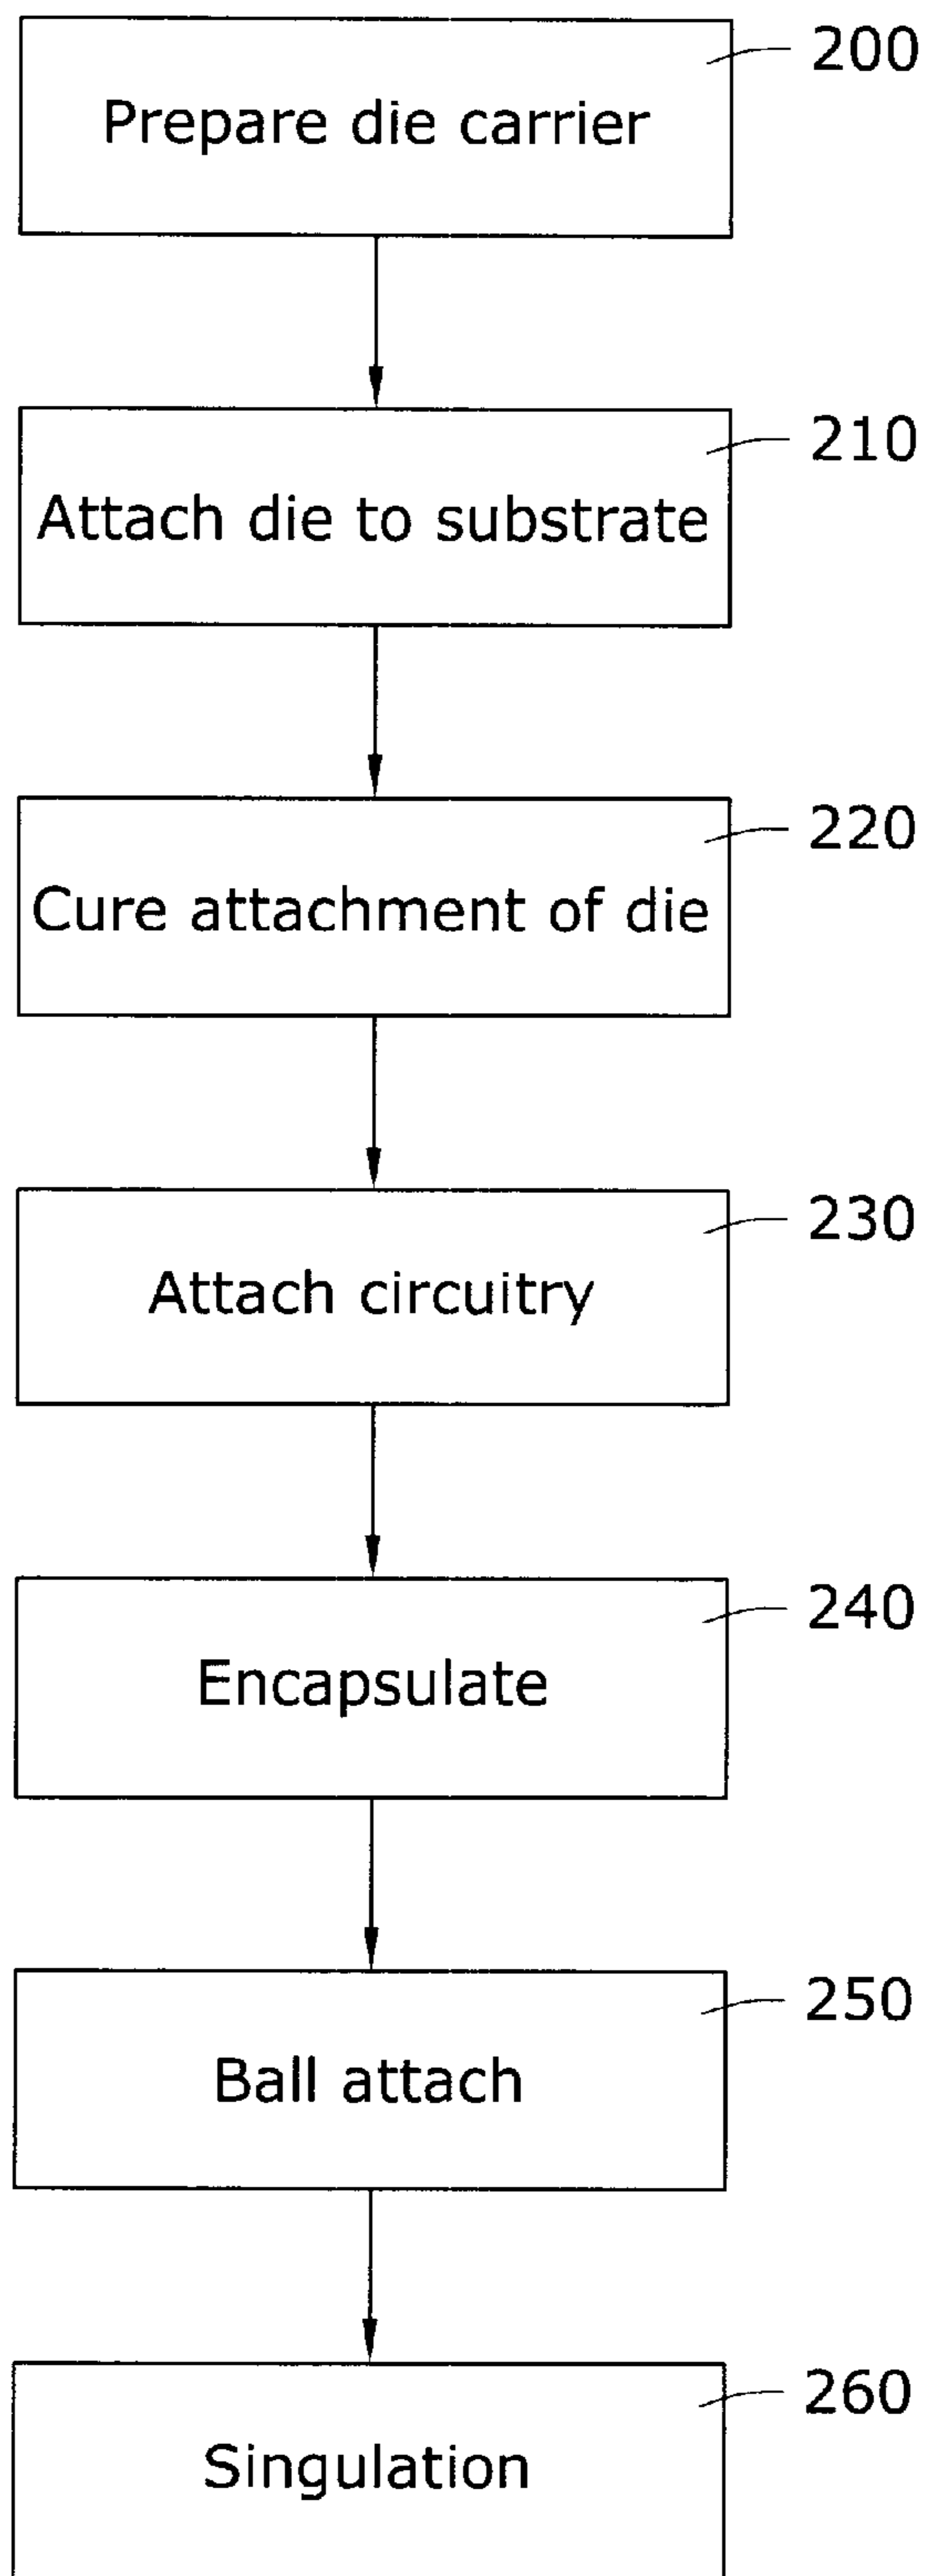 200
Prepare die carrier
210
Attach die to substrate
220
Cure attachment of die
230
Attach circuitry
240
Encapsulate
250
Ball attach
260
Singulation